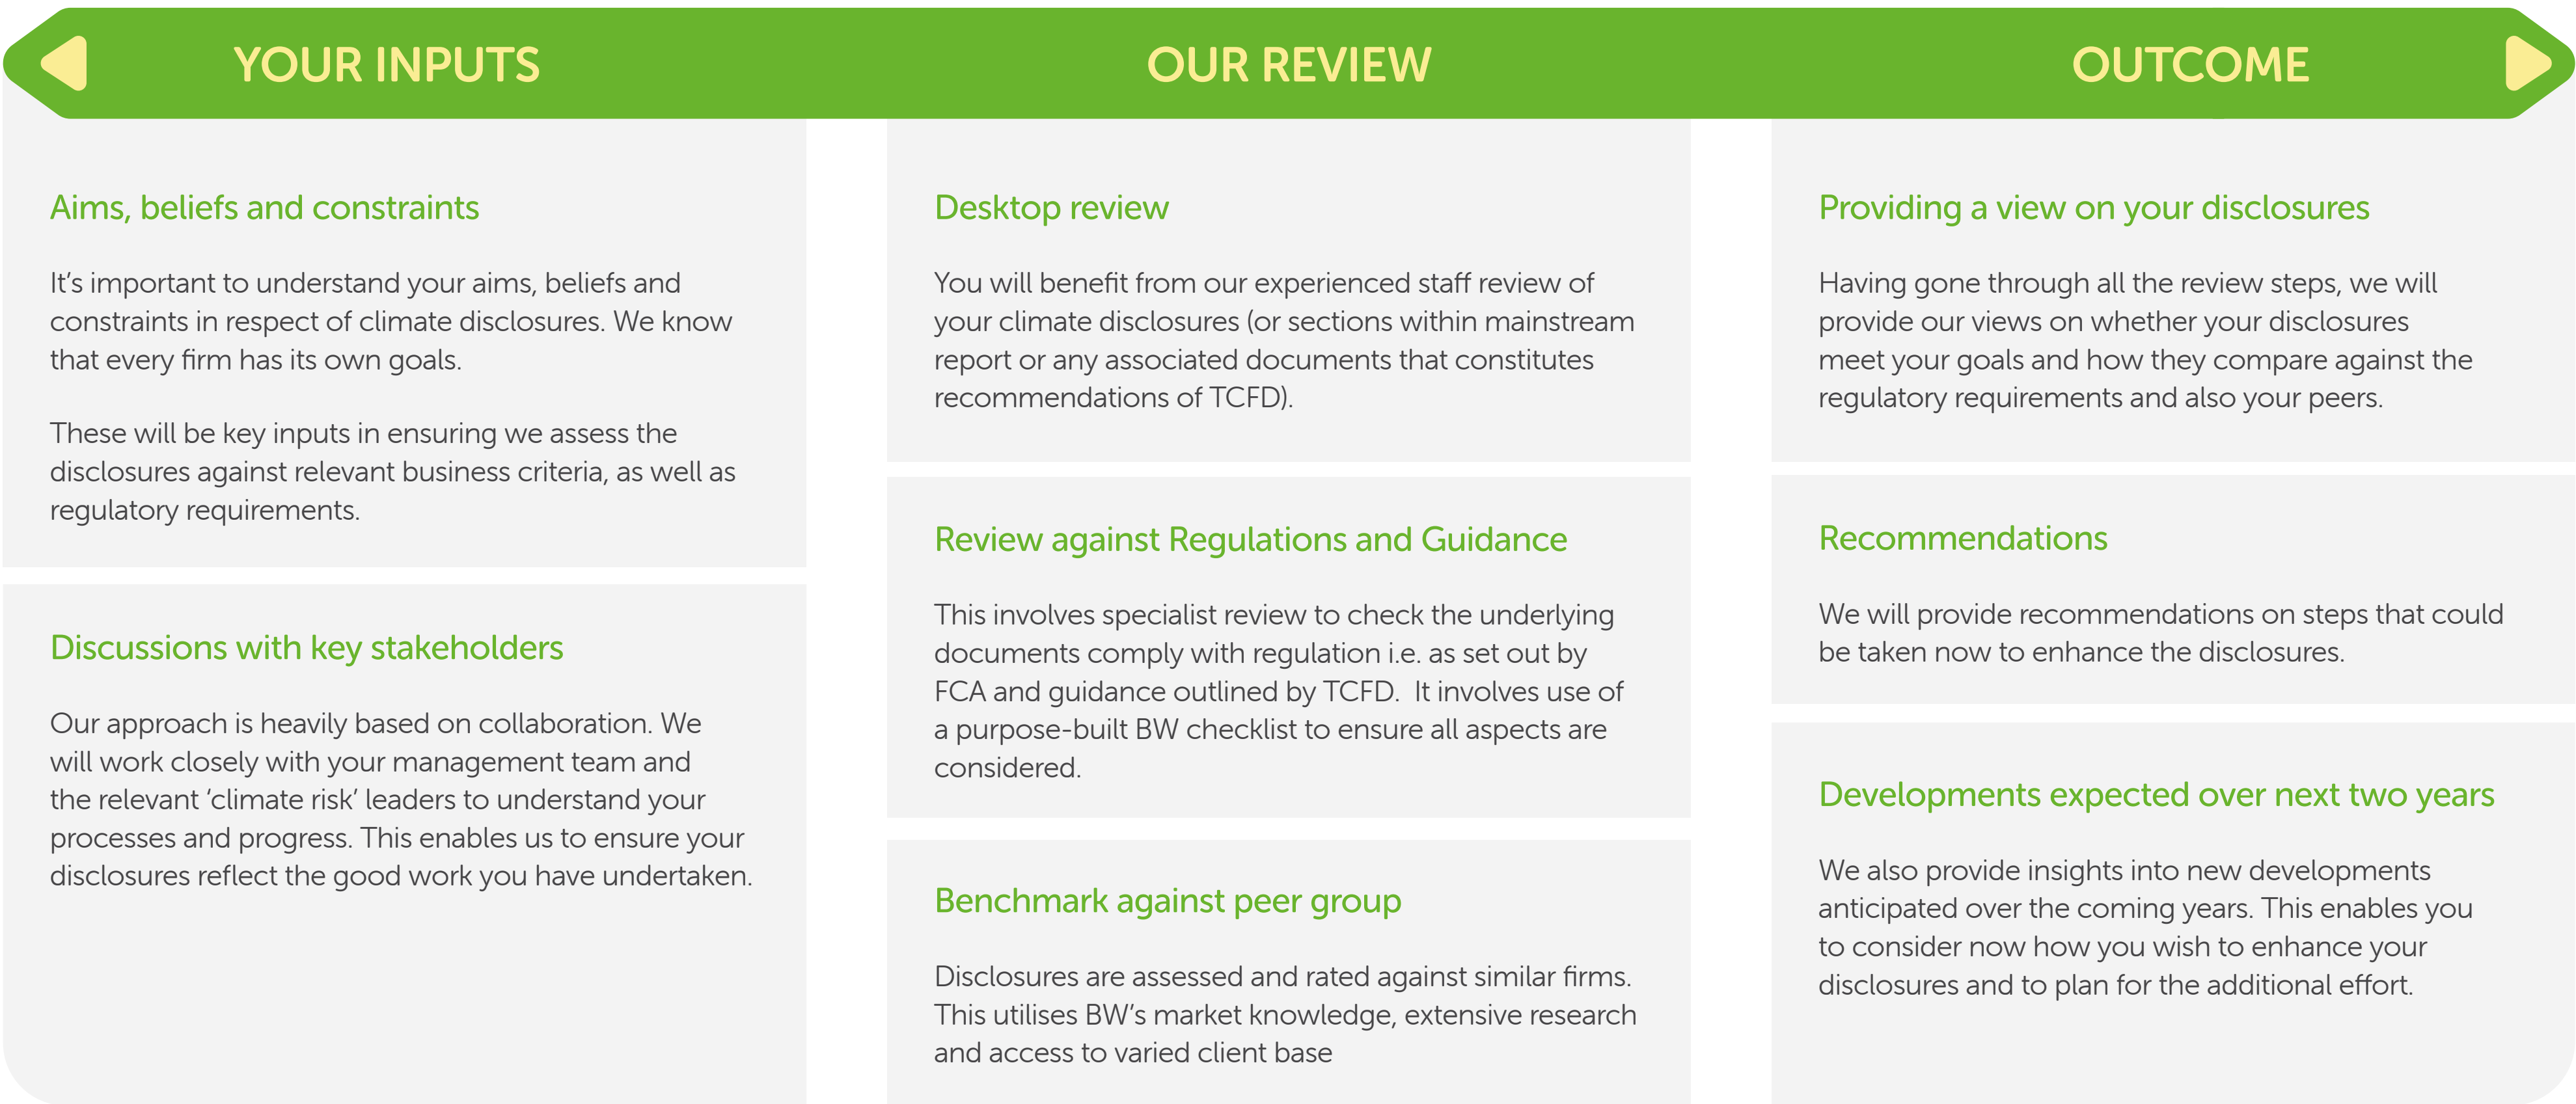 YOUR INPUTS
OUR REVIEW
OUTCOME
Aims, beliefs and constraints
It’s important to understand your aims, beliefs and
constraints in respect of climate disclosures. We know
that every firm has its own goals.
These will be key inputs in ensuring we assess the
disclosures against relevant business criteria, as well as
regulatory requirements.
Discussions with key stakeholders
Our approach is heavily based on collaboration. We
will work closely with your management team and
the relevant ‘climate risk’ leaders to understand your
processes and progress. This enables us to ensure your
disclosures reflect the good work you have undertaken.
Desktop review
You will benefit from our experienced staff review of
your climate disclosures (or sections within mainstream
report or any associated documents that constitutes
recommendations of TCFD).
Review against Regulations and Guidance
This involves specialist review to check the underlying
documents comply with regulation i.e. as set out by
FCA and guidance outlined by TCFD.  It involves use of
a purpose-built BW checklist to ensure all aspects are
considered.
Benchmark against peer group
Disclosures are assessed and rated against similar firms.
This utilises BW’s market knowledge, extensive research
and access to varied client base
Providing a view on your disclosures
Having gone through all the review steps, we will
provide our views on whether your disclosures
meet your goals and how they compare against the
regulatory requirements and also your peers.
Recommendations
We will provide recommendations on steps that could
be taken now to enhance the disclosures.
Developments expected over next two years
We also provide insights into new developments
anticipated over the coming years. This enables you
to consider now how you wish to enhance your
disclosures and to plan for the additional effort.